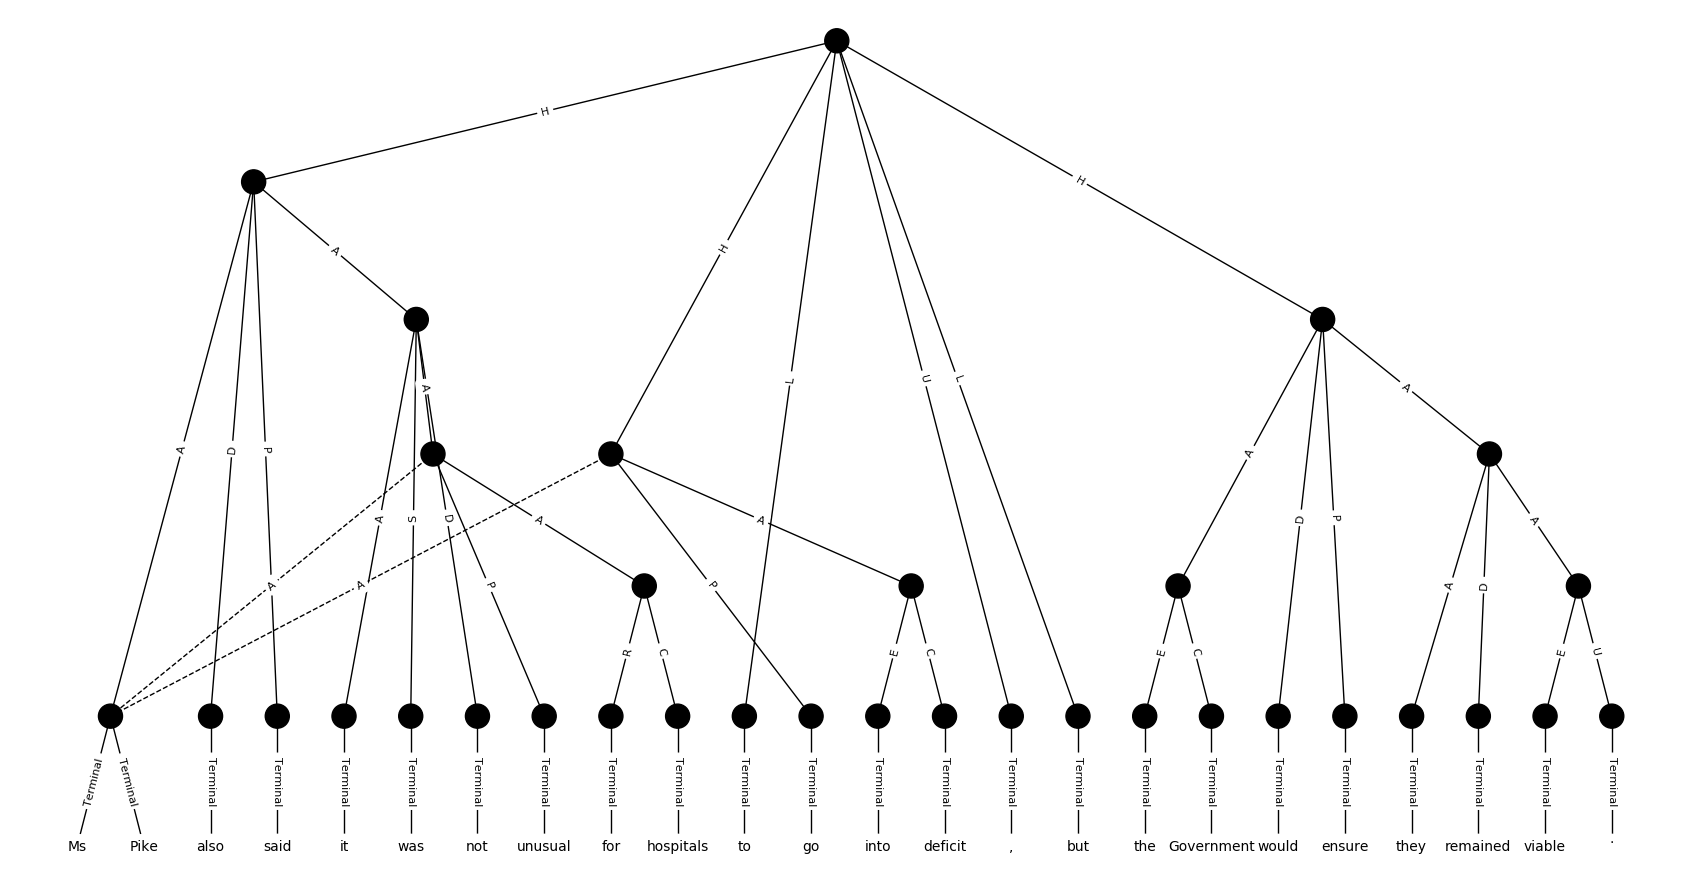 H
H
H
A
A
D
P
A
L
U
L
A
A
D
P
A
A
S
D
A
A
A
P
A
P
A
D
A
A
R
C
E
C
E
C
E
U
Terminal Terminal Terminal Terminal Terminal Terminal Terminal Terminal Terminal Terminal Terminal Terminal Terminal Terminal Terminal Terminal Terminal Terminal Terminal Terminal Terminal Terminal Terminal Terminal
Ms Pike also said it was not unusual for hospitals to go into deficit , but the Government would ensure they remained viable .